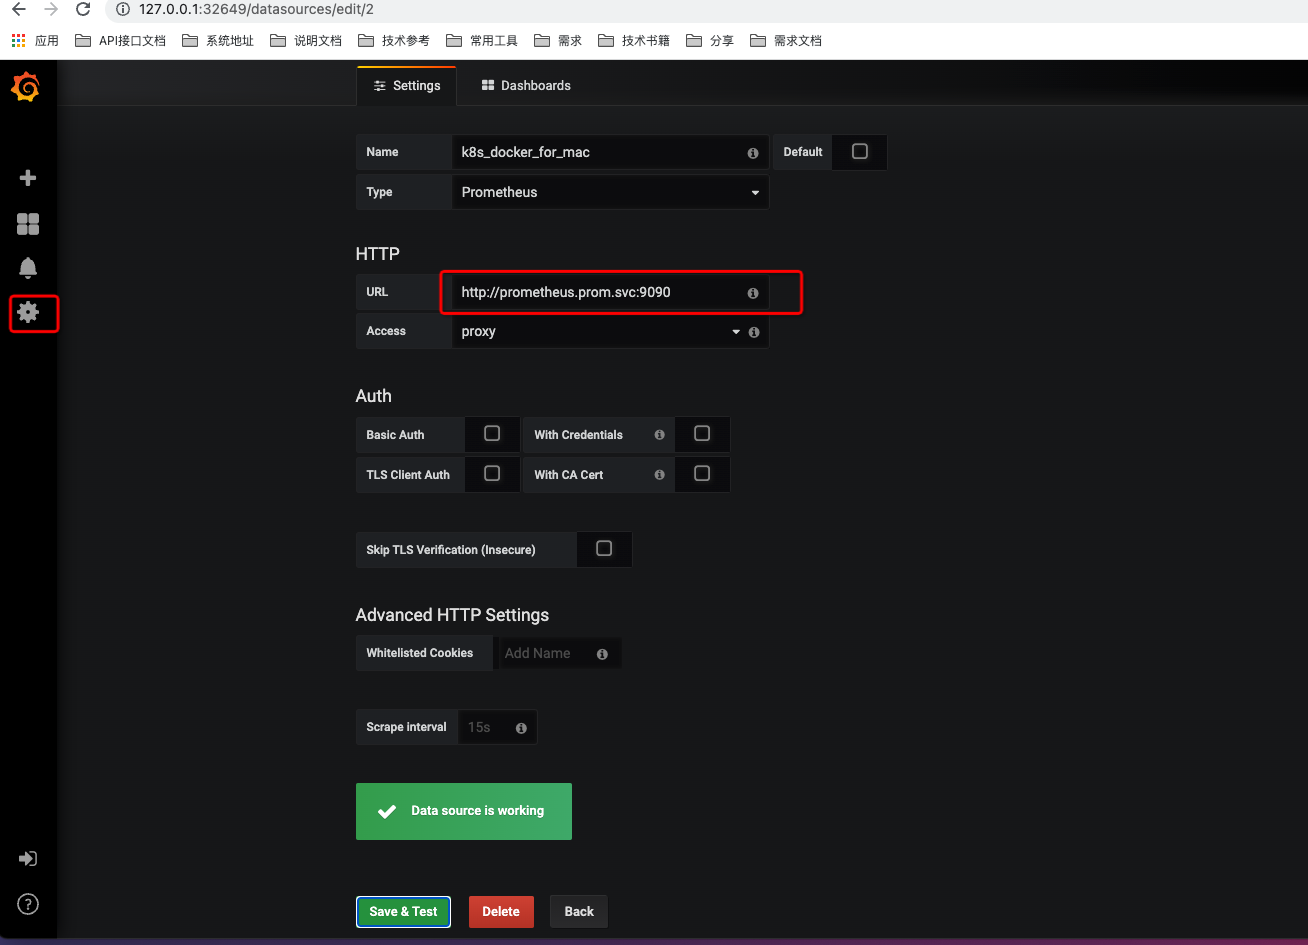 127.0.0.1:32649/datasources/edit/2
应用 API接口文档 系统地址 说明文档 技术参考 常用工具 需求 技术书籍 分享 需求文档
Settings Dashboards
Name k8s_docker_for_mac Default
Type Prometheus
HTTP
URL http://prometheus.prom.svc:9090
Access proxy
Auth
Basic Auth With Credentials
TLS Client Auth With CA Cert
Skip TLS Verification (Insecure)
Advanced HTTP Settings
Whitelisted Cookies Add Name
Scrape interval 15s
Data source is working
Save & Test Delete Back